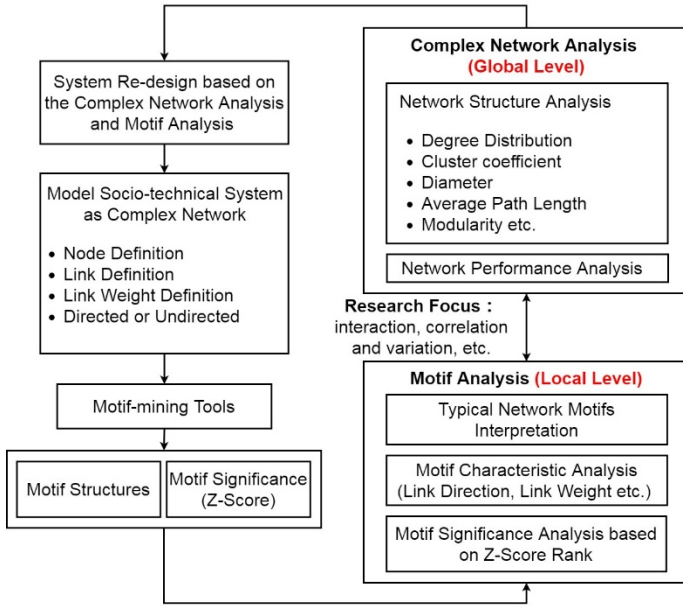 System Re-design based on
the Complex Network Analysis
and Motif Analysis
Model Socio-technical System
as Complex Network
• Node Definition
• Link Definition
• Link Weight Definition
• Directed or Undirected
Motif-mining Tools
Motif Structures
Motif Significance
(Z-Score)
Complex Network Analysis
(Global Level)
Network Structure Analysis
• Degree Distribution
• Cluster coefficient
• Diameter
• Average Path Length
• Modularity etc.
Network Performance Analysis
Research Focus：
interaction, correlation
and variation, etc.
Motif Analysis (Local Level)
Typical Network Motifs
Interpretation
Motif Characteristic Analysis
(Link Direction, Link Weight etc.)
Motif Significance Analysis based
on Z-Score Rank